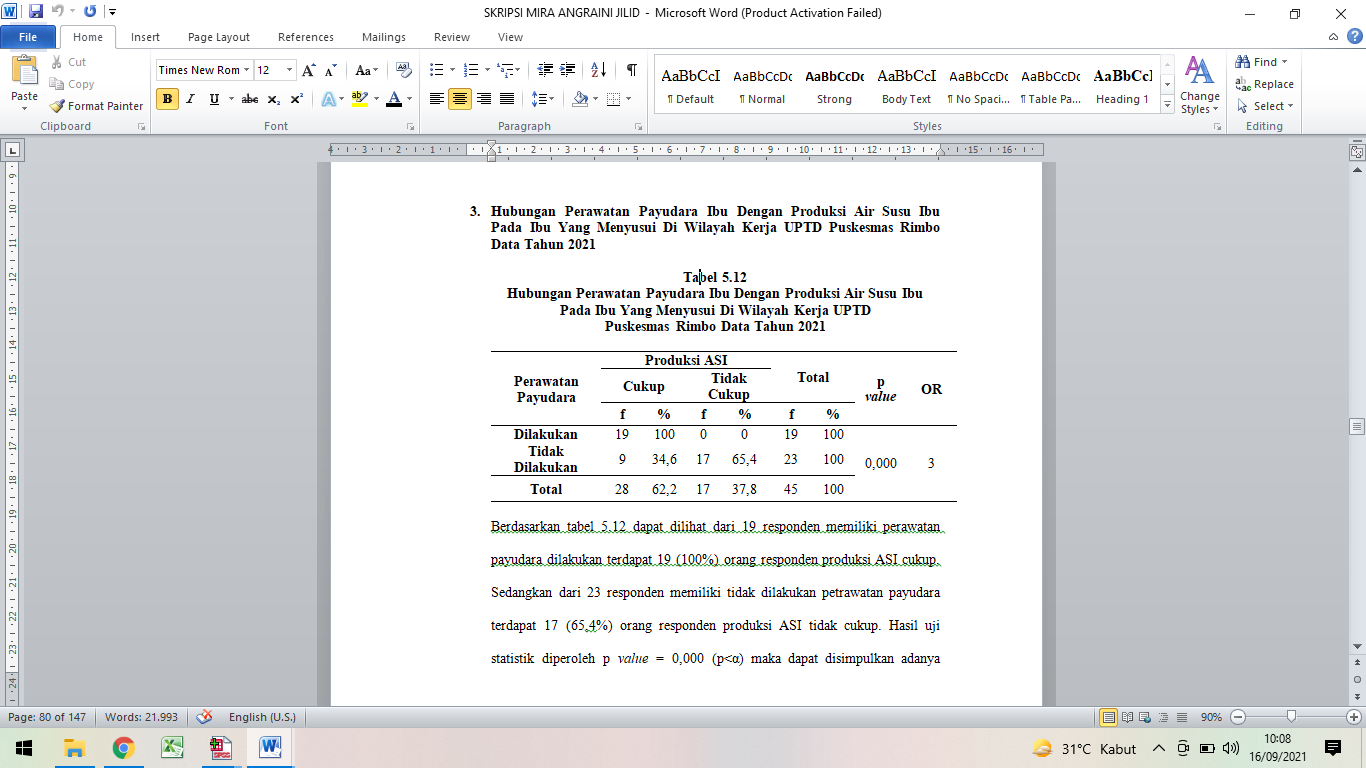 SKRIPSI MIRA ANGRAINI JILID - Microsoft Word (Product Activation Failed)
File Home Insert Page Layout References Mailings Review View
Paste
Cut
Copy
Format Painter
Clipboard
Times New Rom 12
Font
Paragraph
AaBbCcI AaBbCcDc AaBbCcDc AaBbCcI AaBbCcDc AaBbCcDc AaBbCcI
¶ Default ¶ Normal Strong Body Text ¶ No Spaci... ¶ Table Pa... Heading 1
Change Styles
Styles
Find
Replace
Select
Editing
3. Hubungan Perawatan Payudara Ibu Dengan Produksi Air Susu Ibu
Pada Ibu Yang Menyusui Di Wilayah Kerja UPTD Puskesmas Rimbo
Data Tahun 2021
Tabel 5.12
Hubungan Perawatan Payudara Ibu Dengan Produksi Air Susu Ibu
Pada Ibu Yang Menyusui Di Wilayah Kerja UPTD
Puskesmas Rimbo Data Tahun 2021
Perawatan Payudara
Produksi ASI
Cukup Tidak Cukup
Total
p value
OR
f % f % f %
Dilakukan 19 100 0 0 19 100
Tidak Dilakukan 9 34,6 17 65,4 23 100
0,000 3
Total 28 62,2 17 37,8 45 100
Berdasarkan tabel 5.12 dapat dilihat dari 19 responden memiliki perawatan
payudara dilakukan terdapat 19 (100%) orang responden produksi ASI cukup.
Sedangkan dari 23 responden memiliki tidak dilakukan petrawatan payudara
terdapat 17 (65,4%) orang responden produksi ASI tidak cukup. Hasil uji
statistik diperoleh p value = 0,000 (p<α) maka dapat disimpulkan adanya
Page: 80 of 147 Words: 21.993 English (U.S.) 90%
31°C Kabut
10:08
16/09/2021